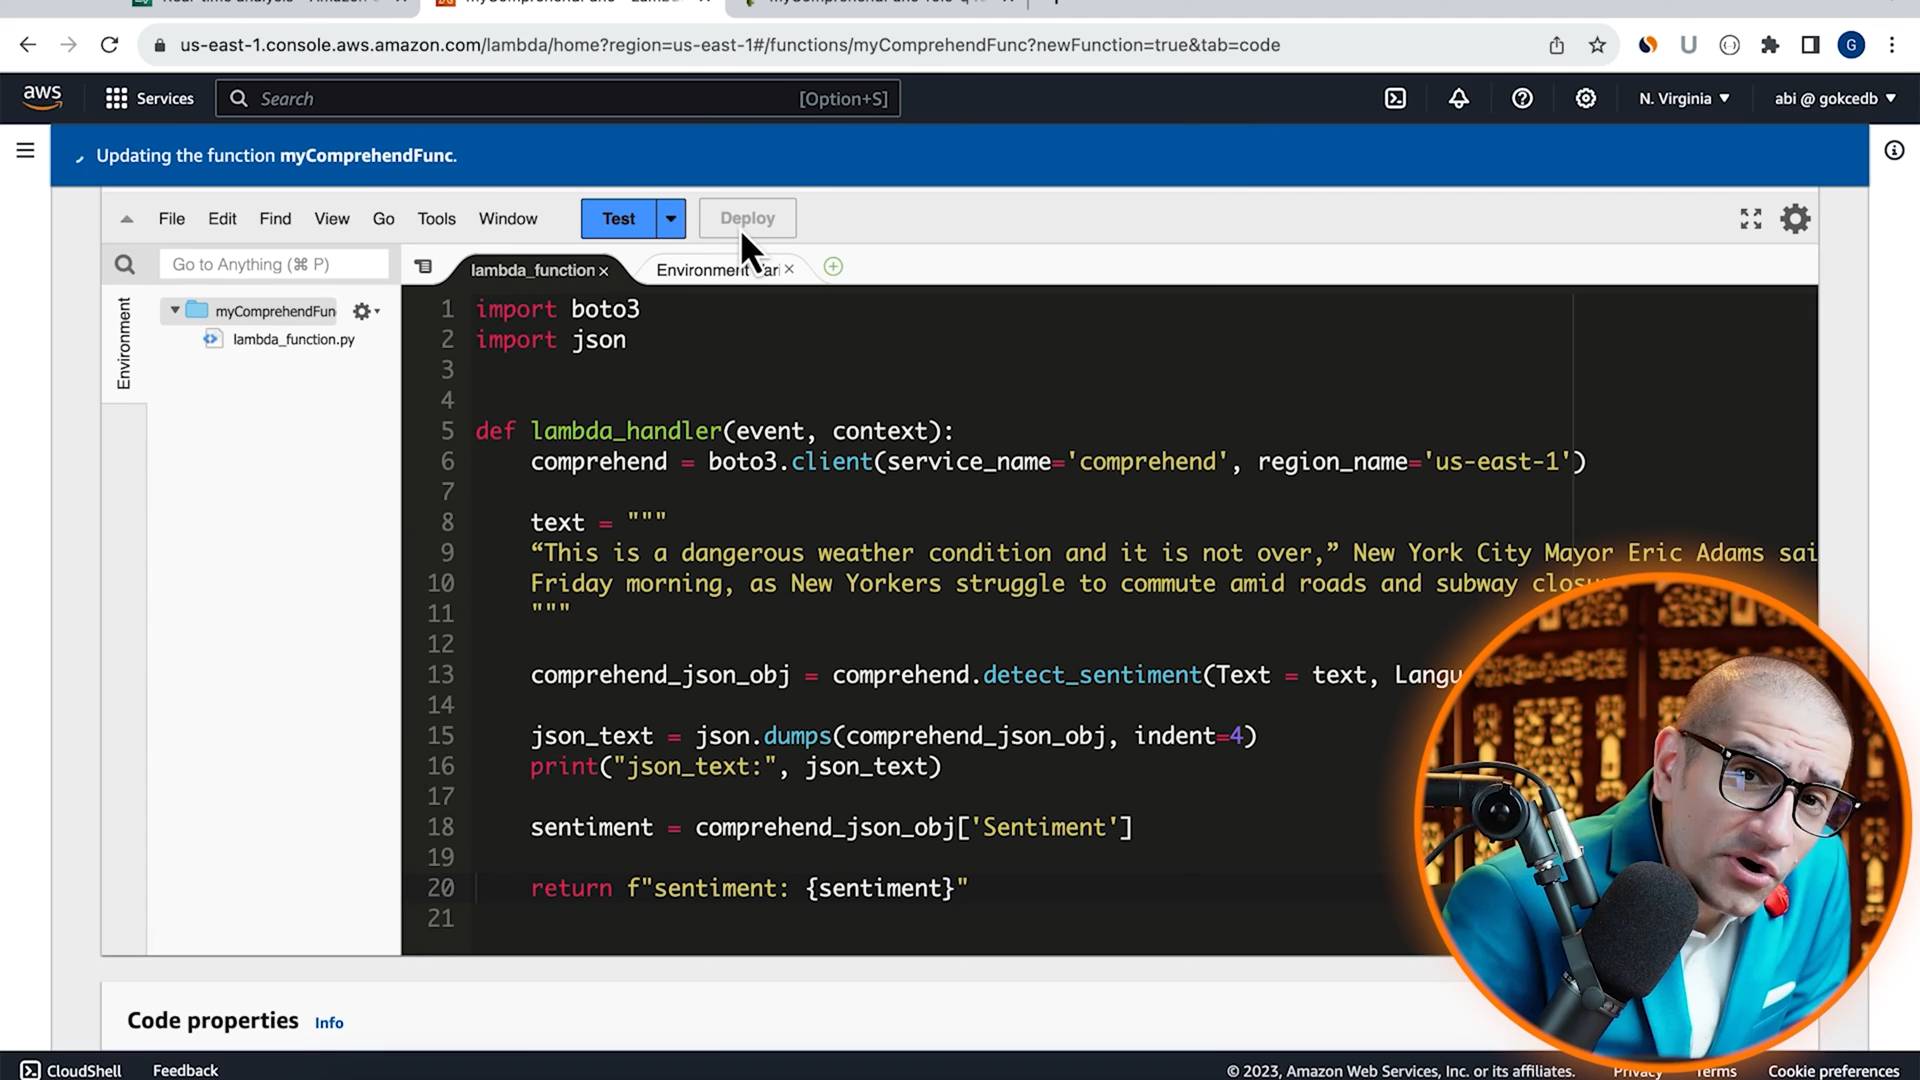 us-east-1.console.aws.amazon.com/lambda/home?region=us-east-1#/functions/myComprehendFunc?newFunction=true&tab=code
G
aws
Services
Search
[Option+S]
N. Virginia
abi @ gokcedb
Updating the function myComprehendFunc.
File Edit Find View Go Tools Window Test Deploy
Go to Anything (⌘ P)
lambda_function
Environment
Environment
myComprehendFun
lambda_function.py
1 import boto3
2 import json
3
4
5 def lambda_handler(event, context):
6 comprehend = boto3.client(service_name='comprehend', region_name='us-east-1')
7
8 text = """
9 “This is a dangerous weather condition and it is not over,” New York City Mayor Eric Adams sai
10 Friday morning, as New Yorkers struggle to commute amid roads and subway closu
11 """
12
13 comprehend_json_obj = comprehend.detect_sentiment(Text = text, Langu
14
15 json_text = json.dumps(comprehend_json_obj, indent=4)
16 print("json_text:", json_text)
17
18 sentiment = comprehend_json_obj['Sentiment']
19
20 return f"sentiment: {sentiment}"
21
Code properties Info
CloudShell
Feedback
© 2023, Amazon Web Services, Inc. or its affiliates.
Privacy
Terms
Cookie preferences